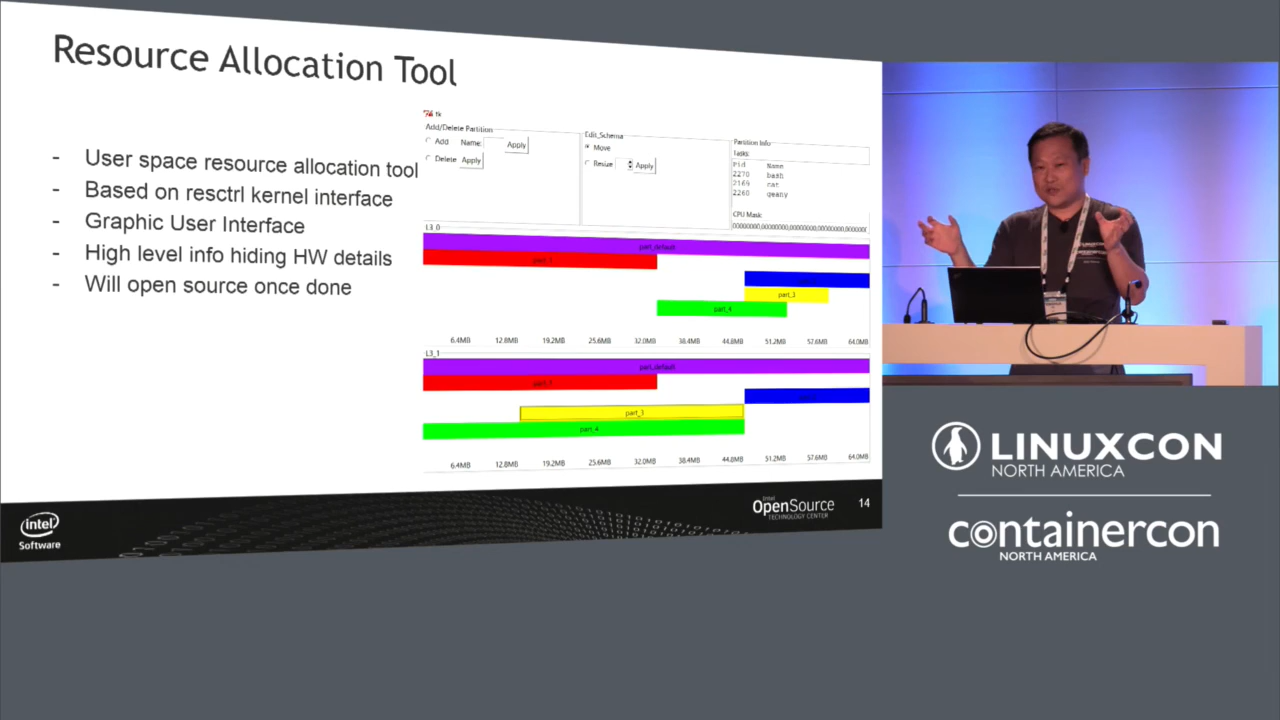 Resource Allocation Tool
- User space resource allocation tool
- Based on resctrl kernel interface
- Graphic User Interface
- High level info hiding HW details
- Will open source once done
tk
Add/Delete Partition
Add Name: Apply
Delete Apply
Edit_Schema
Move
Resize Apply
Partition Info
Tasks:
Pid Name
2270 bash
2169 cat
2260 geany
CPU Mask:
00000000,00000000,00000000,00000000,000000
L3_0
part_default
part_3
part_4
6.4MB 12.8MB 19.2MB 25.6MB 32.0MB 38.4MB 44.8MB 51.2MB 57.6MB 64.0MB
L3_1
part_default
part_3
part_4
6.4MB 12.8MB 19.2MB 25.6MB 32.0MB 38.4MB 44.8MB 51.2MB 57.6MB 64.0MB
intel
Software
Intel
OpenSource
TECHNOLOGY CENTER
14
LINUXCON
NORTH AMERICA
containercon
NORTH AMERICA